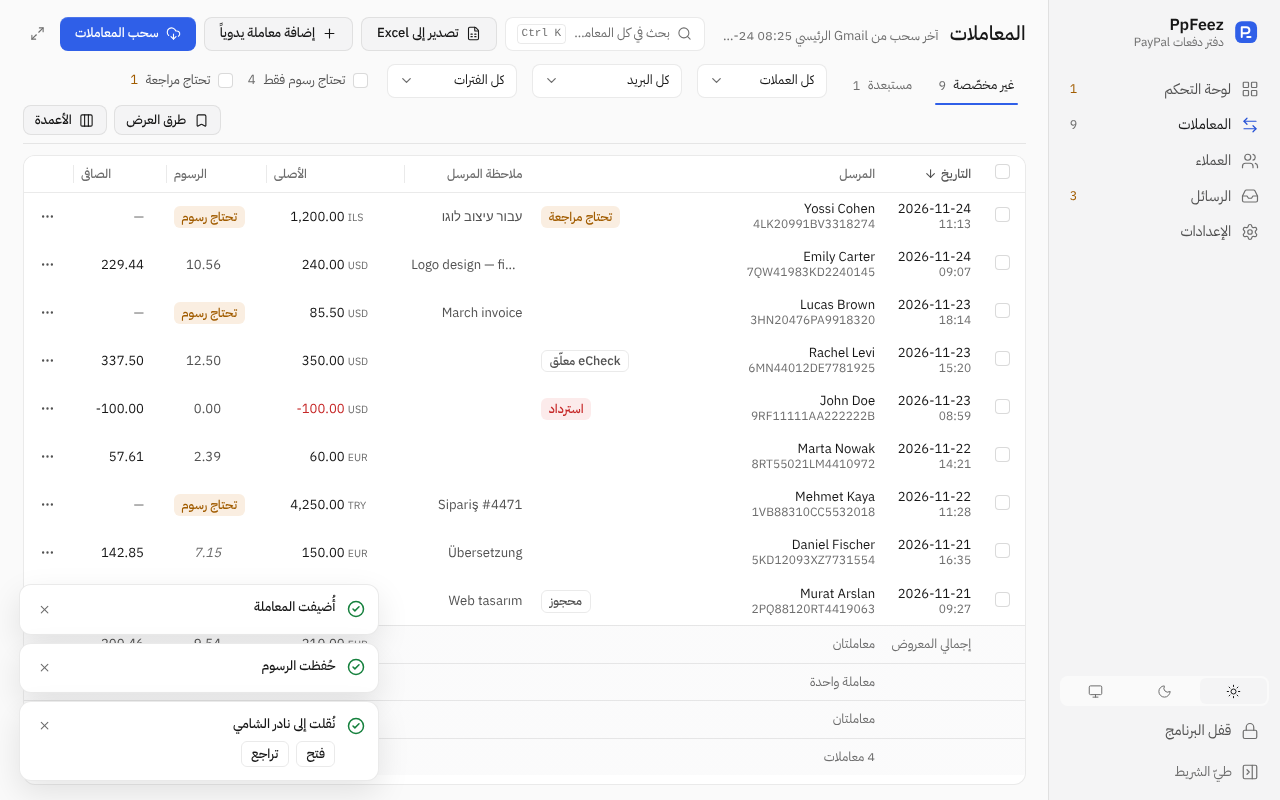 PpFeez
دفتر دفعات PayPal
لوحة التحكم 1
المعاملات 9
العملاء
الرسائل 3
الإعدادات
قفل البرنامج
طيّ الشريط
المعاملات
آخر سحب من Gmail الرئيسي 08:25 24-...
بحث في كل المعامـ... Ctrl K
تصدير إلى Excel
إضافة معاملة يدوياً
سحب المعاملات
غير مخصّصة 9
مستبعدة 1
كل العملات
كل البريد
كل الفترات
تحتاج رسوم فقط 4
تحتاج مراجعة 1
طرق العرض
الأعمدة
التاريخ المرسل ملاحظة المرسل الأصلي الرسوم الصافي
2026-11-24 Yossi Cohen تحتاج مراجعة עבור עיצוב לוגו 1,200.00 ILS تحتاج رسوم —
11:13 4LK20991BV3318274
2026-11-24 Emily Carter Logo design — fi... 240.00 USD 10.56 229.44
09:07 7QW41983KD2240145
2026-11-23 Lucas Brown March invoice 85.50 USD تحتاج رسوم —
18:14 3HN20476PA9918320
2026-11-23 Rachel Levi eCheck معلّق 350.00 USD 12.50 337.50
15:20 6MN44012DE7781925
2026-11-23 John Doe استرداد -100.00 USD 0.00 -100.00
08:59 9RF11111AA222222B
2026-11-22 Marta Nowak 60.00 EUR 2.39 57.61
14:21 8RT55021LM4410972
2026-11-22 Mehmet Kaya Sipariş #4471 4,250.00 TRY تحتاج رسوم —
11:28 1VB88310CC5532018
2026-11-21 Daniel Fischer Übersetzung 150.00 EUR 7.15 142.85
16:35 5KD12093XZ7731554
2026-11-21 Murat Arslan محجوز Web tasarım
09:27 2PQ88120RT4419063
إجمالي المعروض معاملتان
معاملة واحدة
معاملتان
4 معاملات
أُضيفت المعاملة
حُفظت الرسوم
نُقلت إلى نادر الشامي
فتح
تراجع